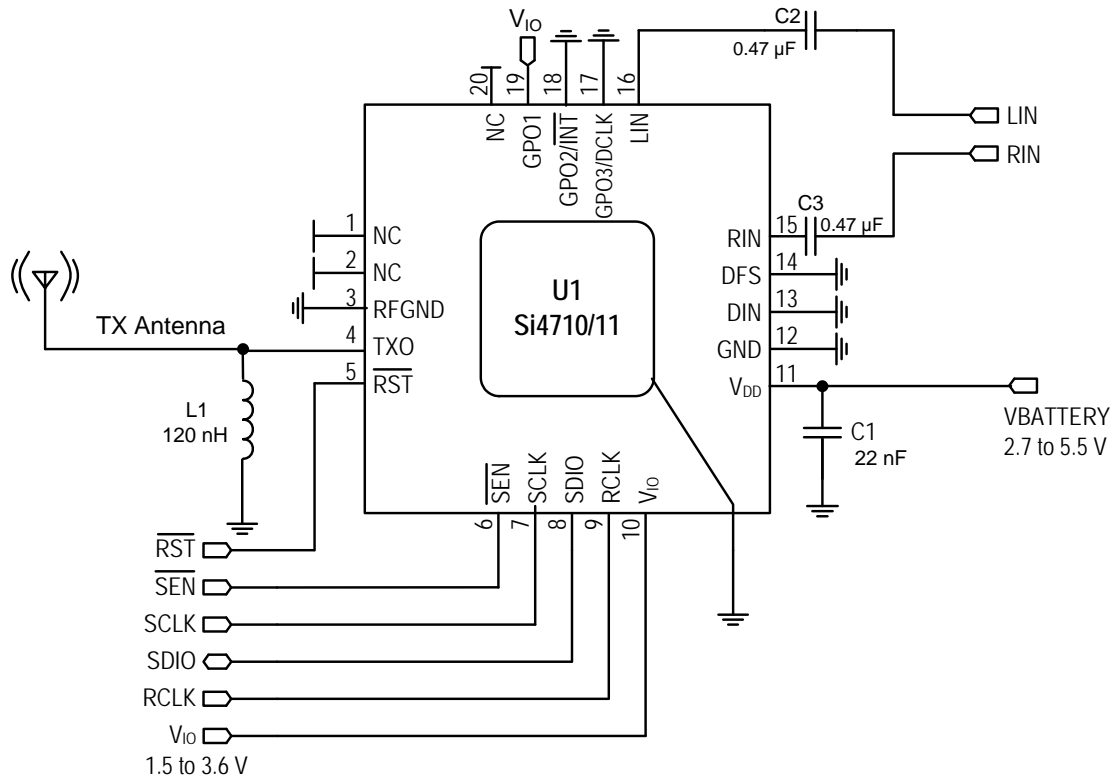 V_IO
C2
0.47 µF
20
19
18
17
16
NC
GPO1
GPO2/INT
GPO3/DCLK
LIN
LIN
RIN
C3
0.47 µF
1
NC
2
NC
3
RFGND
4
TXO
5
RST
15
RIN
14
DFS
13
DIN
12
GND
11
V_DD
U1
Si4710/11
TX Antenna
L1
120 nH
C1
22 nF
VBATTERY
2.7 to 5.5 V
SEN
SCLK
SDIO
RCLK
V_IO
6
7
8
9
10
RST
SEN
SCLK
SDIO
RCLK
V_IO
1.5 to 3.6 V